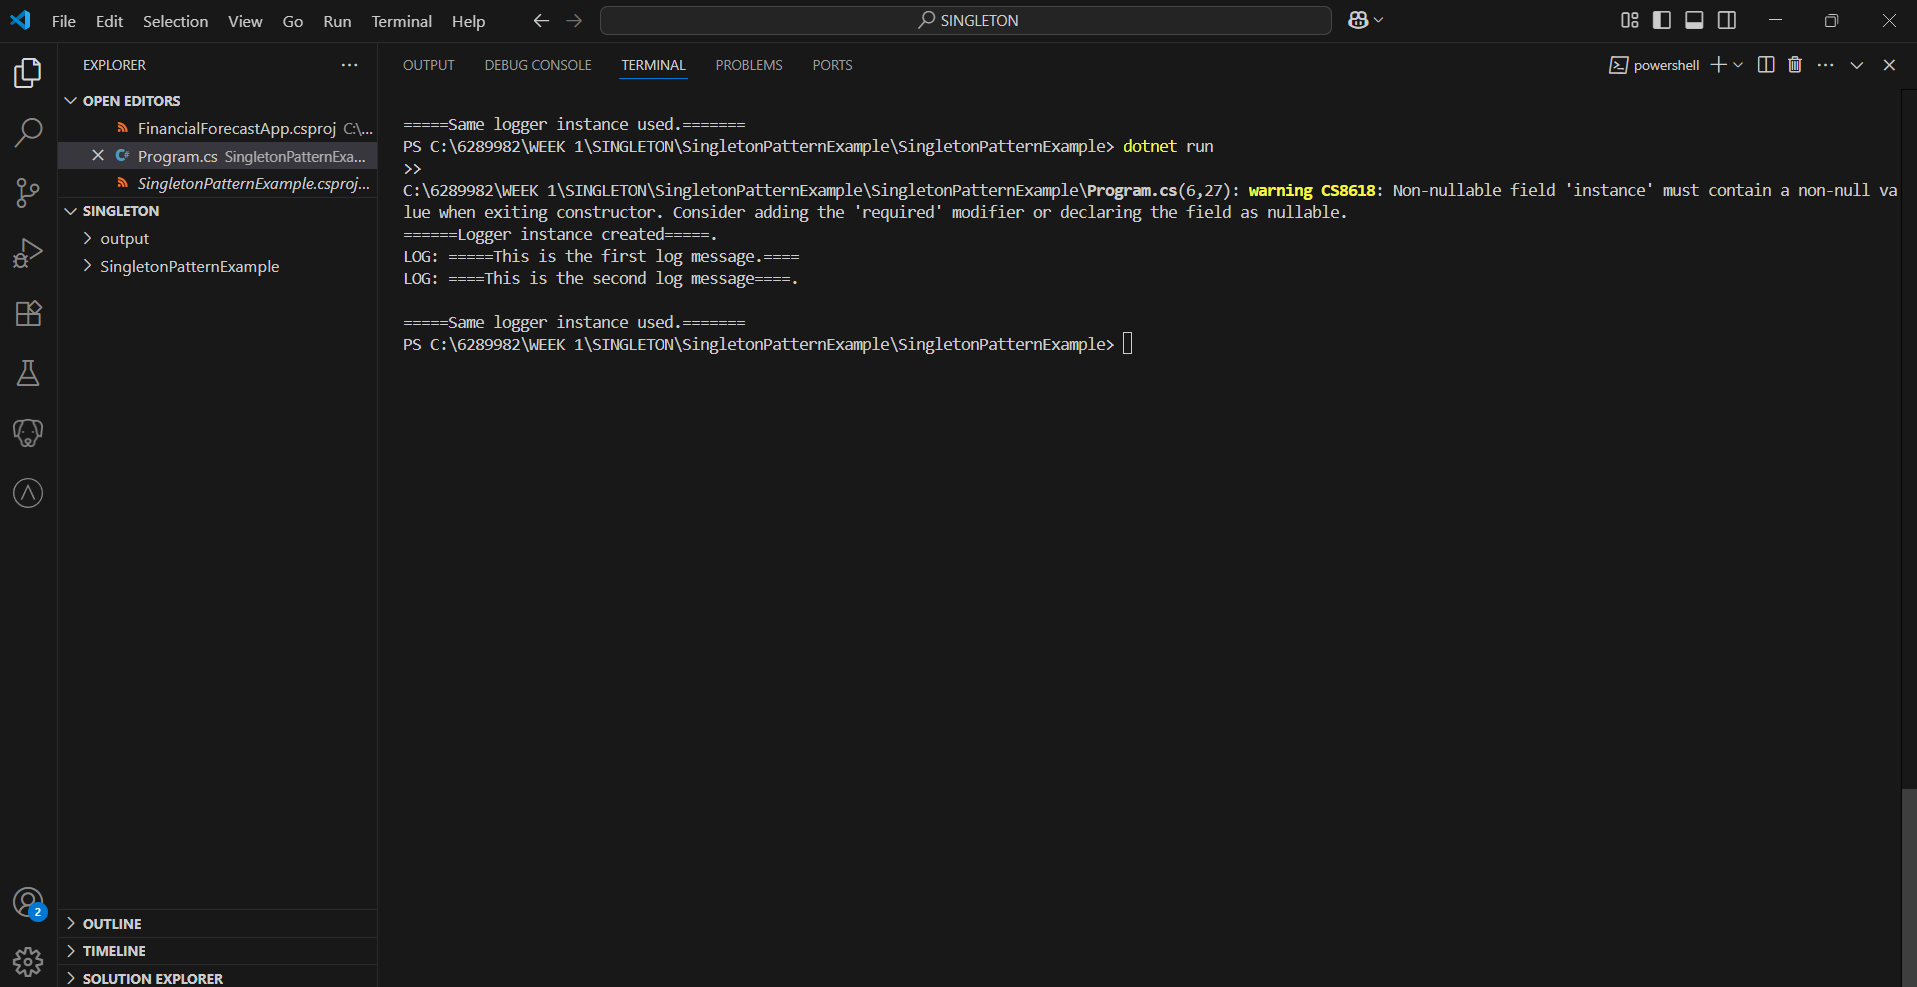 File Edit Selection View Go Run Terminal Help
SINGLETON
EXPLORER
OPEN EDITORS
FinancialForecastApp.csproj C:\...
Program.cs SingletonPatternExa...
SingletonPatternExample.csproj...
SINGLETON
output
SingletonPatternExample
2
OUTLINE
TIMELINE
SOLUTION EXPLORER
OUTPUT DEBUG CONSOLE TERMINAL PROBLEMS PORTS
powershell
=====Same logger instance used.=======
PS C:\6289982\WEEK 1\SINGLETON\SingletonPatternExample\SingletonPatternExample> dotnet run
>>
C:\6289982\WEEK 1\SINGLETON\SingletonPatternExample\SingletonPatternExample\Program.cs(6,27): warning CS8618: Non-nullable field 'instance' must contain a non-null va
lue when exiting constructor. Consider adding the 'required' modifier or declaring the field as nullable.
======Logger instance created=====.
LOG: =====This is the first log message.====
LOG: ====This is the second log message====.
=====Same logger instance used.=======
PS C:\6289982\WEEK 1\SINGLETON\SingletonPatternExample\SingletonPatternExample>